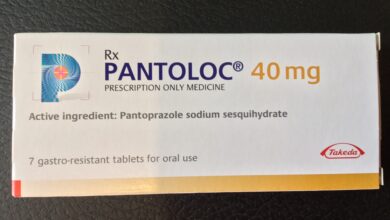 Rx
PANTOLOC® 40 mg
PRESCRIPTION ONLY MEDICINE
Active ingredient: Pantoprazole sodium sesquihydrate
7 gastro-resistant tablets for oral use
Takeda